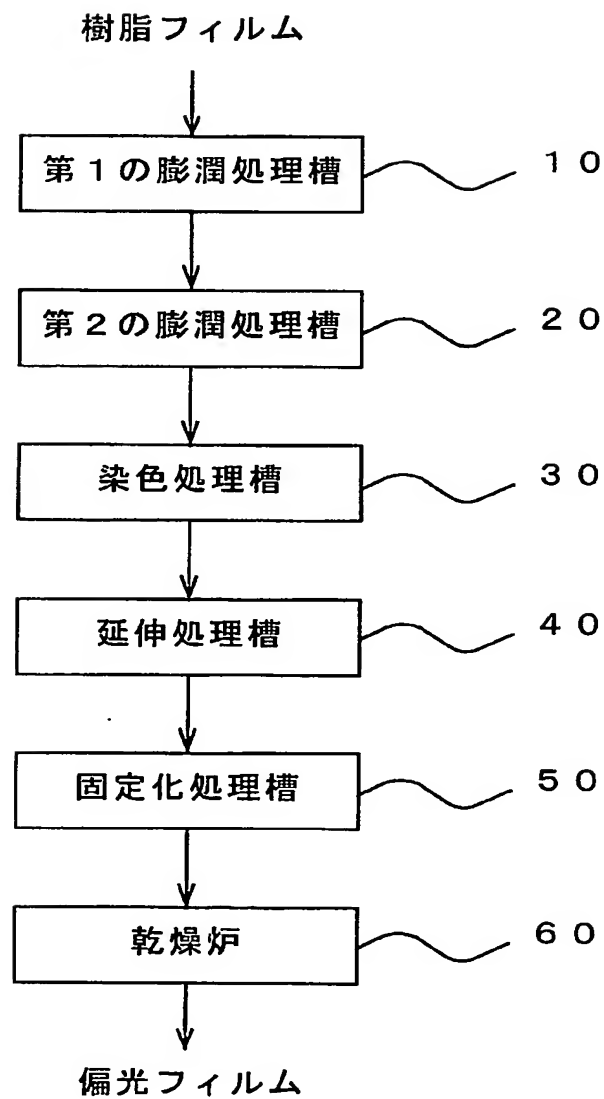 樹脂フィルム
第1の膨潤処理槽
10
第2の膨潤処理槽
20
染色処理槽
30
延伸処理槽
40
固定化処理槽
50
乾燥炉
60
偏光フィルム